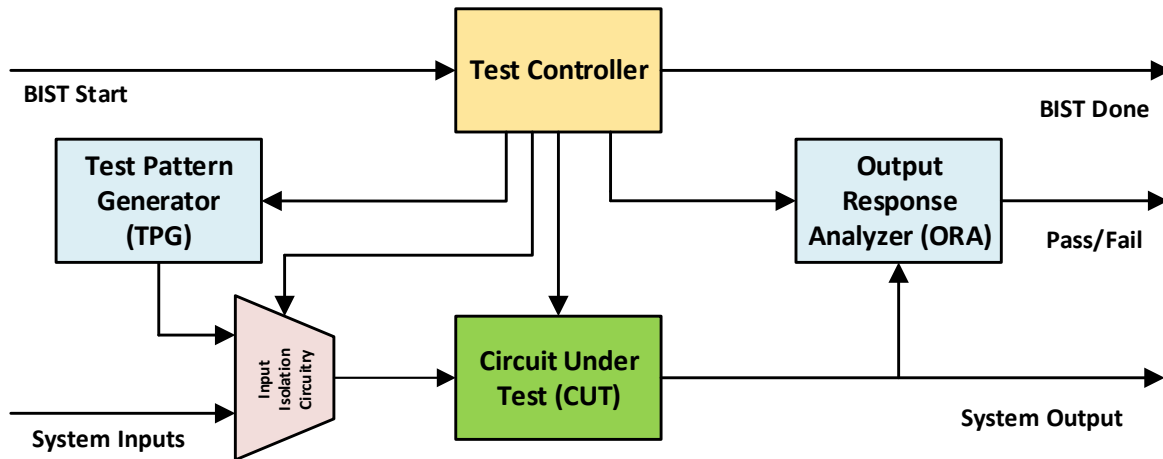 Test Controller
BIST Start
BIST Done
Test Pattern
Generator
(TPG)
Output
Response
Analyzer (ORA)
Pass/Fail
Input
Isolation
Circuitry
Circuit Under
Test (CUT)
System Inputs
System Output